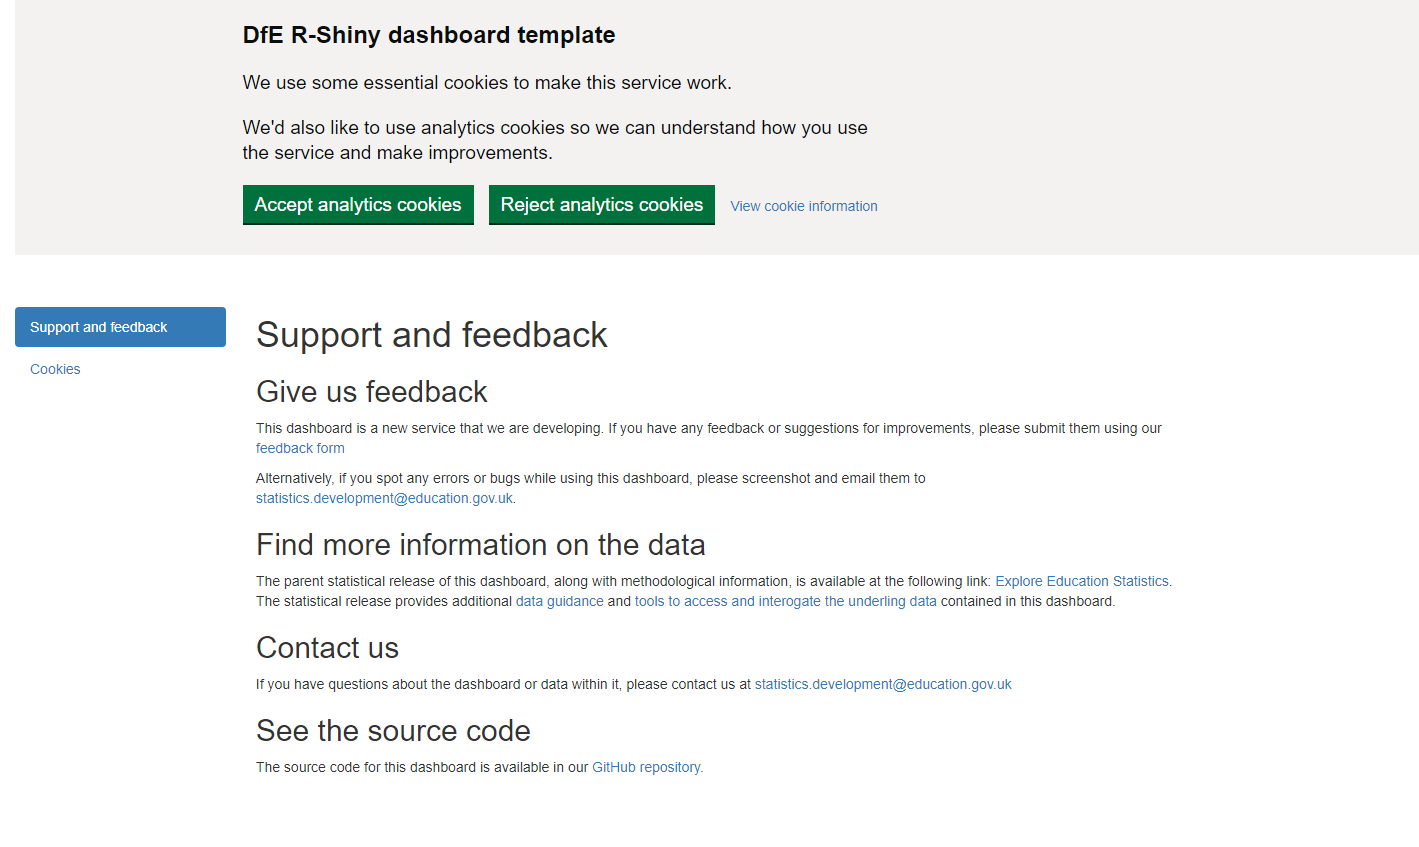 DfE R-Shiny dashboard template
We use some essential cookies to make this service work.
We'd also like to use analytics cookies so we can understand how you use
the service and make improvements.
Accept analytics cookies Reject analytics cookies View cookie information
Support and feedback
Cookies
Support and feedback
Give us feedback
This dashboard is a new service that we are developing. If you have any feedback or suggestions for improvements, please submit them using our
feedback form
Alternatively, if you spot any errors or bugs while using this dashboard, please screenshot and email them to
statistics.development@education.gov.uk.
Find more information on the data
The parent statistical release of this dashboard, along with methodological information, is available at the following link: Explore Education Statistics.
The statistical release provides additional data guidance and tools to access and interogate the underling data contained in this dashboard.
Contact us
If you have questions about the dashboard or data within it, please contact us at statistics.development@education.gov.uk
See the source code
The source code for this dashboard is available in our GitHub repository.